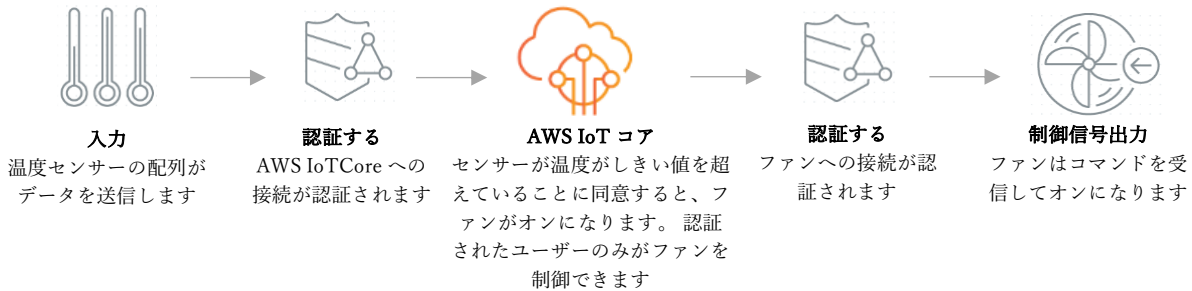 入力
温度センサーの配列が
データを送信します
認証する
AWS IoTCore への
接続が認証されます
AWS IoT コア
センサーが温度がしきい値を超
えていることに同意すると、フ
ァンがオンになります。 認証
されたユーザーのみがファンを
制御できます
認証する
ファンへの接続が認
証されます
制御信号出力
ファンはコマンドを受
信してオンになります